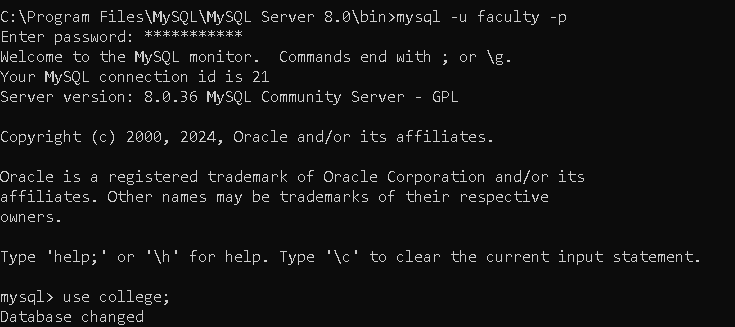 C:\Program Files\MySQL\MySQL Server 8.0\bin>mysql -u faculty -p
Enter password: ***********
Welcome to the MySQL monitor.  Commands end with ; or \g.
Your MySQL connection id is 21
Server version: 8.0.36 MySQL Community Server - GPL
Copyright (c) 2000, 2024, Oracle and/or its affiliates.
Oracle is a registered trademark of Oracle Corporation and/or its
affiliates. Other names may be trademarks of their respective
owners.
Type 'help;' or '\h' for help. Type '\c' to clear the current input statement.
mysql> use college;
Database changed